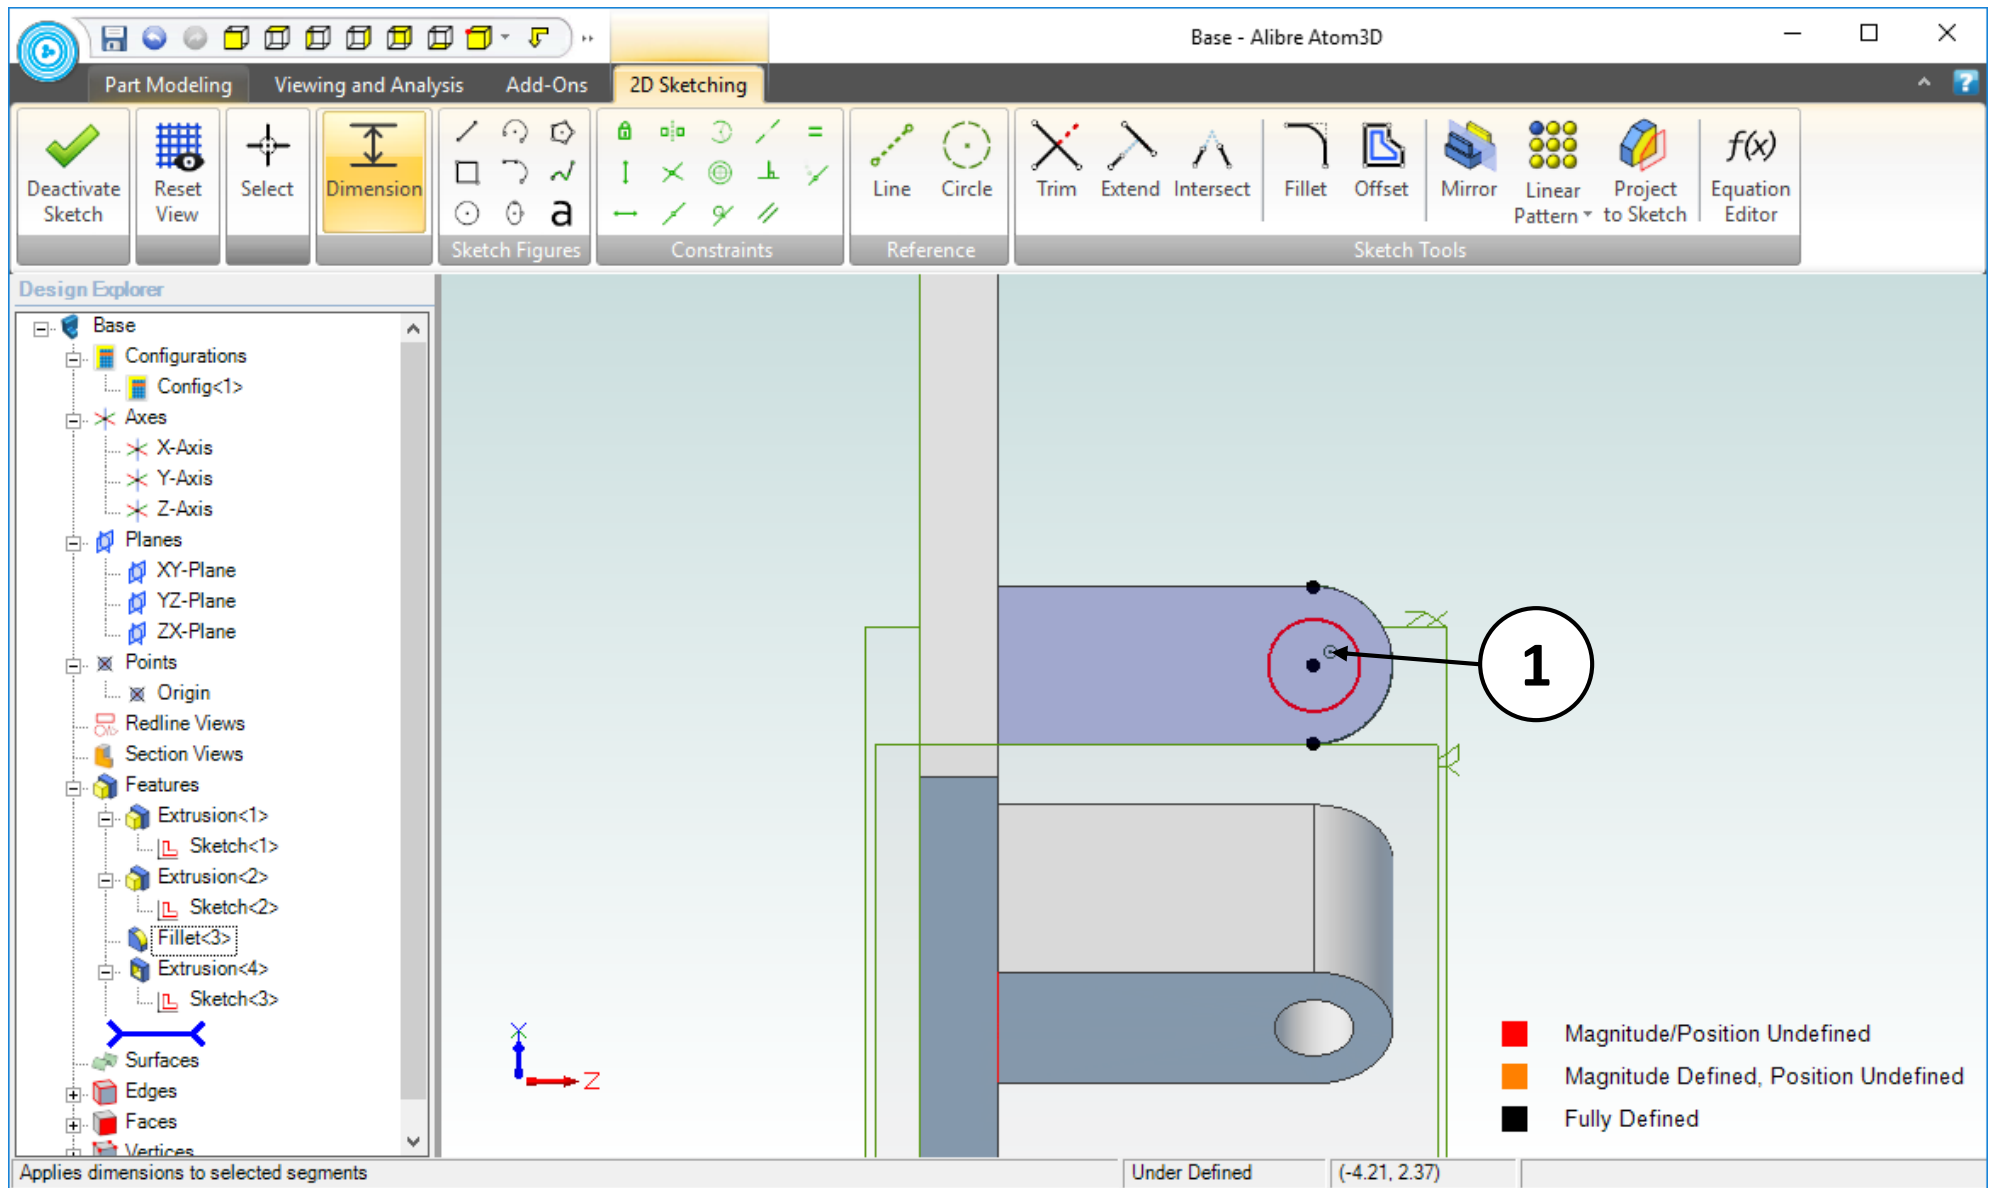 Base - Alibre Atom3D
Part Modeling
Viewing and Analysis
Add-Ons
2D Sketching
?
Deactivate
Sketch
Reset
View
Select
Dimension
a
Sketch Figures
Constraints
Line
Circle
Reference
Trim
Extend
Intersect
Fillet
Offset
Mirror
Linear
Pattern
Project
to Sketch
f(x)
Equation
Editor
Sketch Tools
Design Explorer
Base
Configurations
Config<1>
Axes
X-Axis
Y-Axis
Z-Axis
Planes
XY-Plane
YZ-Plane
ZX-Plane
Points
Origin
Redline Views
Section Views
Features
Extrusion<1>
Sketch<1>
Extrusion<2>
Sketch<2>
Fillet<3>
Extrusion<4>
Sketch<3>
Surfaces
Edges
Faces
Vertices
1
X
Z
Magnitude/Position Undefined
Magnitude Defined, Position Undefined
Fully Defined
Applies dimensions to selected segments
Under Defined
(-4.21, 2.37)